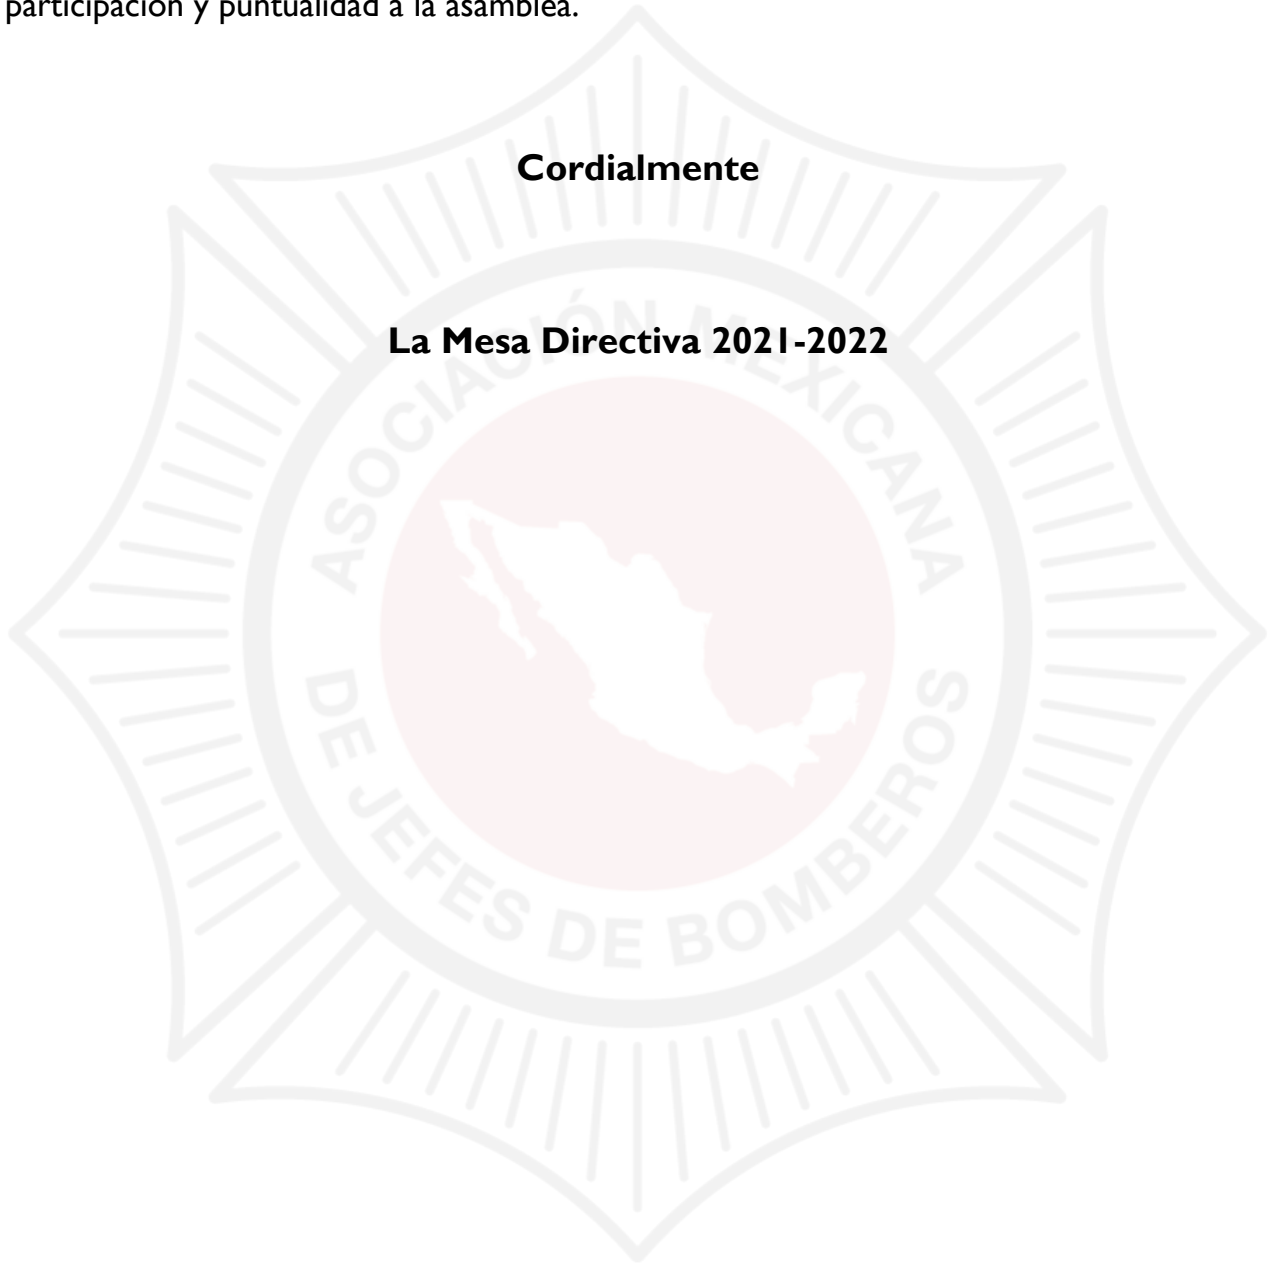 participación y puntualidad a la asamblea.
Cordialmente
La Mesa Directiva 2021-2022
ASOCIACIÓN MEXICANA
DE JEFES DE BOMBEROS